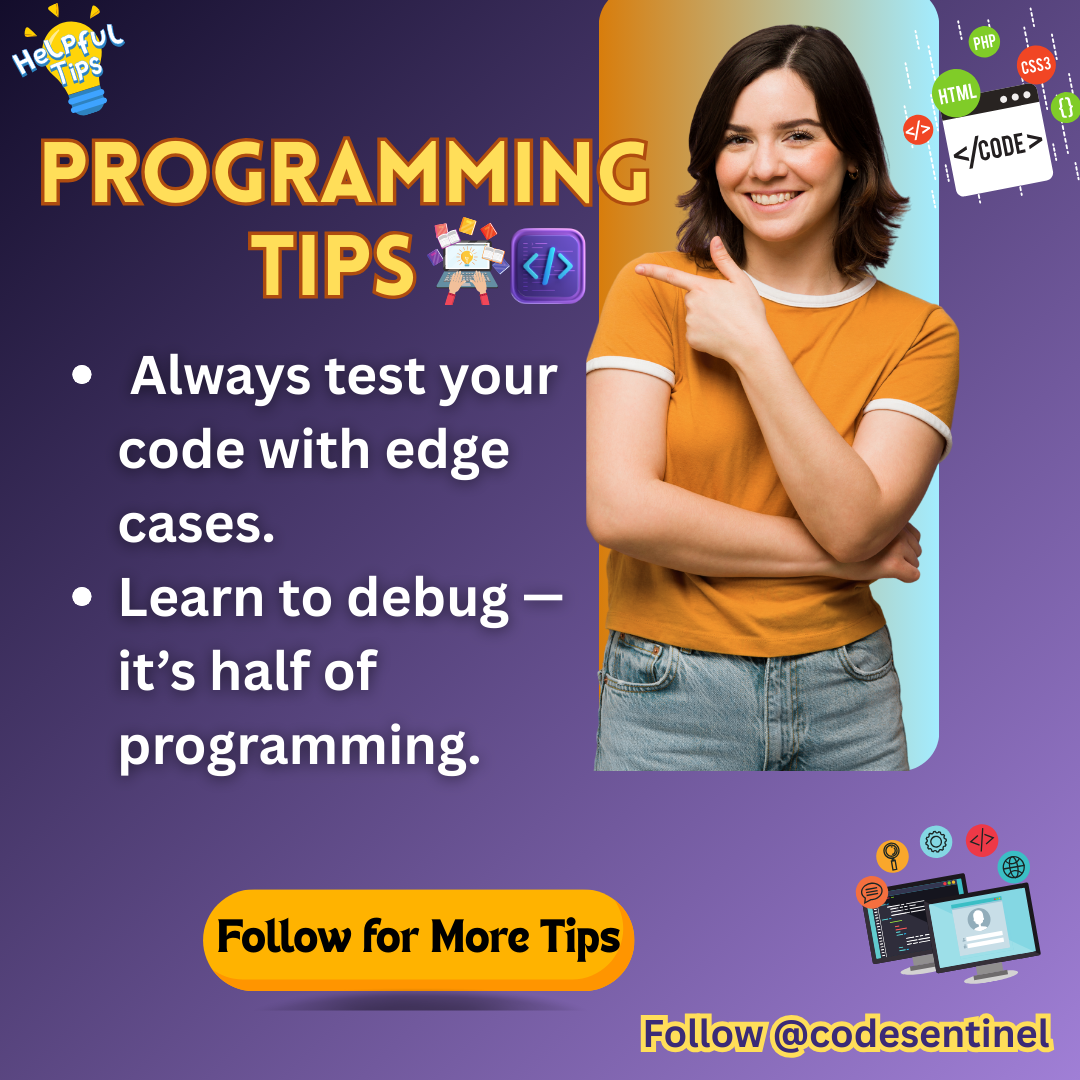 HeLPfuL
TiPs
PHP
CSS3
HTML
{}
</>
</CODE>
PROGRAMMING
TIPS
</>
• Always test your
code with edge
cases.
• Learn to debug —
it’s half of
programming.
</>
Follow for More Tips
Follow @codesentinel